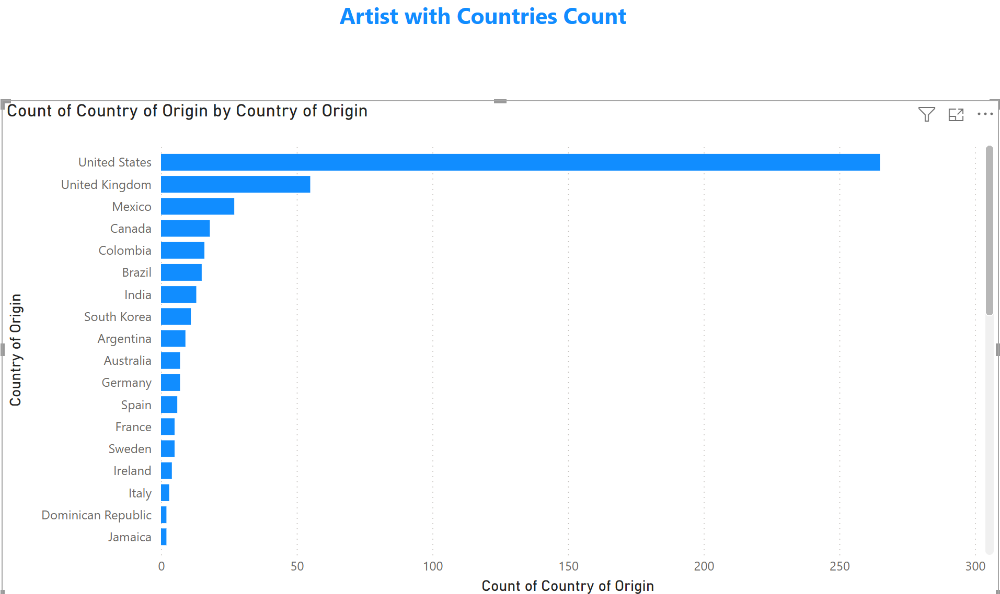 Artist with Countries Count
Count of Country of Origin by Country of Origin
United States
United Kingdom
Mexico
Canada
Colombia
Brazil
India
South Korea
Argentina
Australia
Germany
Spain
France
Sweden
Ireland
Italy
Dominican Republic
Jamaica
Country of Origin
0 50 100 150 200 250 300
Count of Country of Origin